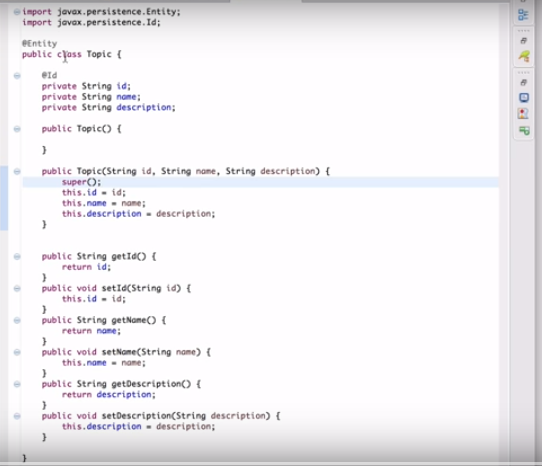 import javax.persistence.Entity;
import javax.persistence.Id;
@Entity
public class Topic {
@Id
private String id;
private String name;
private String description;
public Topic() {
}
public Topic(String id, String name, String description) {
super();
this.id = id;
this.name = name;
this.description = description;
}
public String getId() {
return id;
}
public void setId(String id) {
this.id = id;
}
public String getName() {
return name;
}
public void setName(String name) {
this.name = name;
}
public String getDescription() {
return description;
}
public void setDescription(String description) {
this.description = description;
}
}